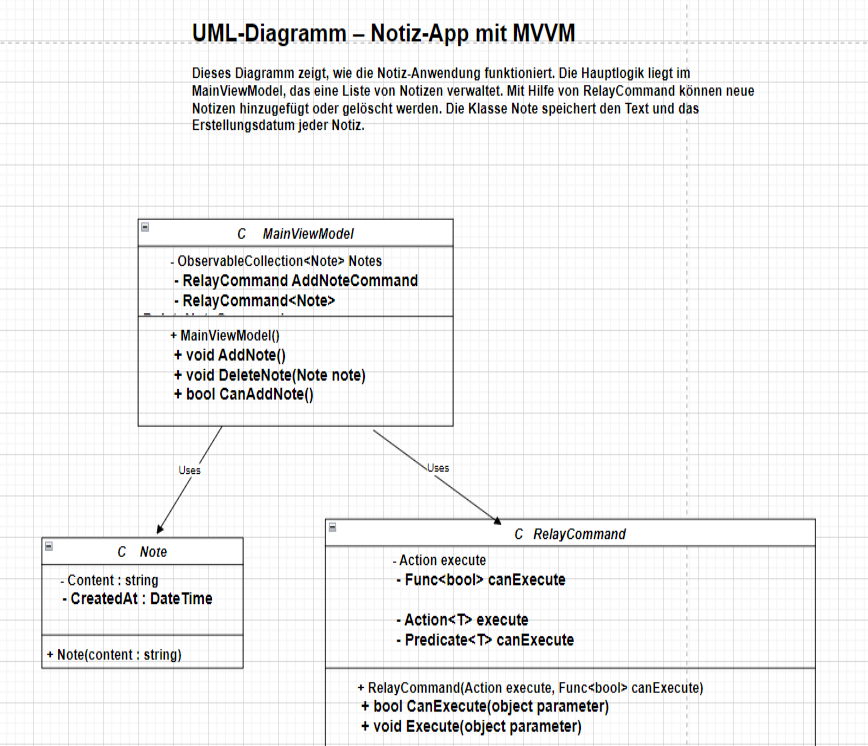 UML-Diagramm – Notiz-App mit MVVM
Dieses Diagramm zeigt, wie die Notiz-Anwendung funktioniert. Die Hauptlogik liegt im
MainViewModel, das eine Liste von Notizen verwaltet. Mit Hilfe von RelayCommand können neue
Notizen hinzugefügt oder gelöscht werden. Die Klasse Note speichert den Text und das
Erstellungsdatum jeder Notiz.
C MainViewModel
- ObservableCollection<Note> Notes
- RelayCommand AddNoteCommand
- RelayCommand<Note>
+ MainViewModel()
+ void AddNote()
+ void DeleteNote(Note note)
+ bool CanAddNote()
Uses
Uses
C Note
- Content : string
- CreatedAt : DateTime
+ Note(content : string)
C RelayCommand
- Action execute
- Func<bool> canExecute
- Action<T> execute
- Predicate<T> canExecute
+ RelayCommand(Action execute, Func<bool> canExecute)
+ bool CanExecute(object parameter)
+ void Execute(object parameter)